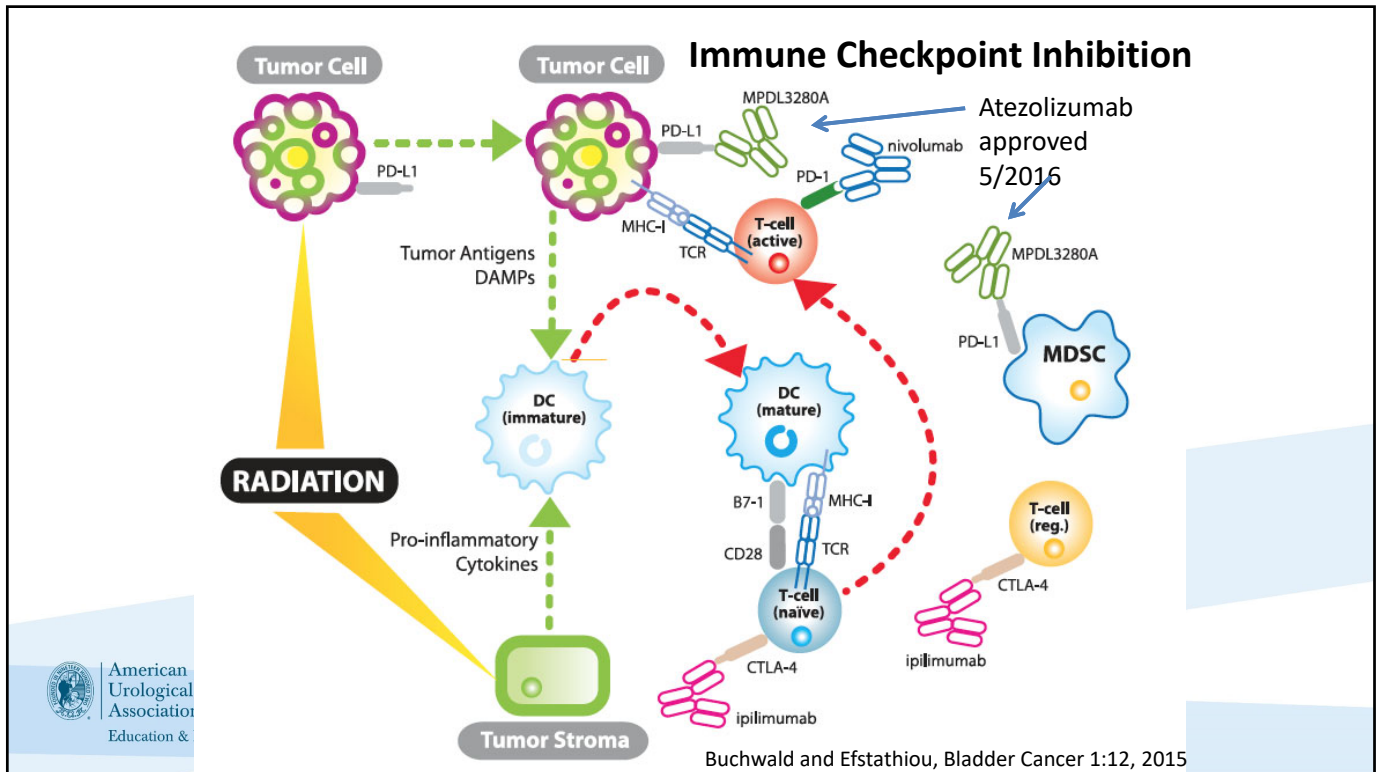 Immune Checkpoint Inhibition
Tumor Cell
Tumor Cell
MPDL3280A
Atezolizumab
approved
5/2016
PD-L1
nivolumab
PD-L1
PD-1
MHC-I
TCR
T-cell
(active)
Tumor Antigens
DAMPs
MPDL3280A
PD-L1
MDSC
DC
(immature)
DC
(mature)
RADIATION
B7-1
MHC-I
CD28
TCR
T-cell
(reg.)
Pro-inflammatory
Cytokines
CTLA-4
T-cell
(naïve)
CTLA-4
ipilimumab
ipilimumab
American
Urological
Association
Education &
Tumor Stroma
Buchwald and Efstathiou, Bladder Cancer 1:12, 2015